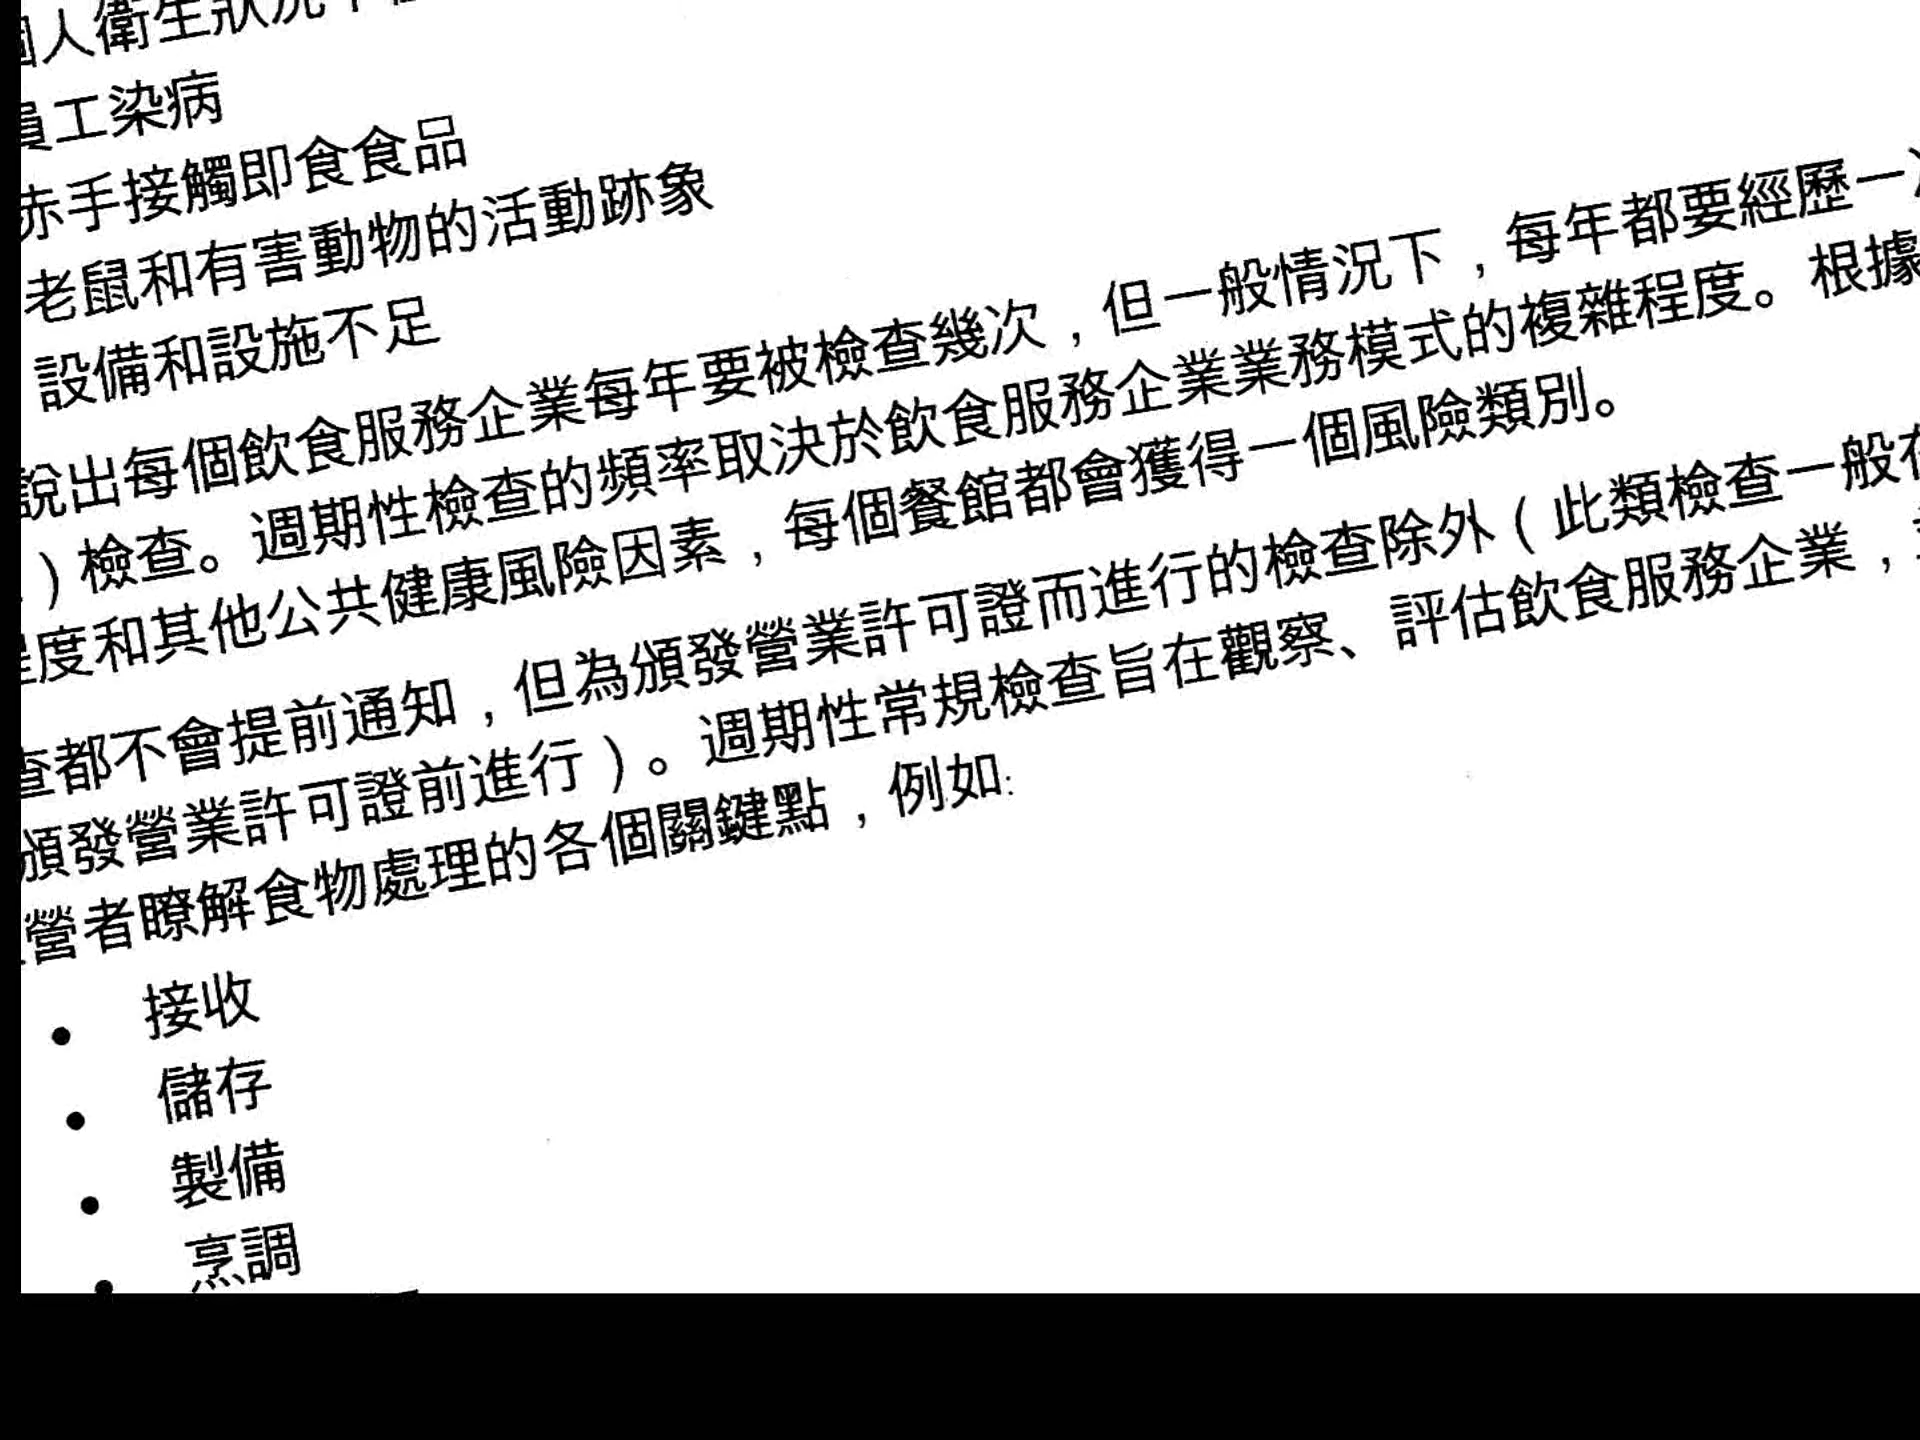 個人衛生狀況
員工染病
赤手接觸即食食品
老鼠和有害動物的活動跡象
設備和設施不足
說出每個飲食服務企業每年要被檢查幾次，但一般情況下，每年都要經歷一
）檢查。週期性檢查的頻率取決於飲食服務企業業務模式的複雜程度。根據
程度和其他公共健康風險因素，每個餐館都會獲得一個風險類別。
查都不會提前通知，但為頒發營業許可證而進行的檢查除外（此類檢查一般
頒發營業許可證前進行）。週期性常規檢查旨在觀察、評估飲食服務企業，
營者瞭解食物處理的各個關鍵點，例如:
• 接收
• 儲存
• 製備
• 烹調